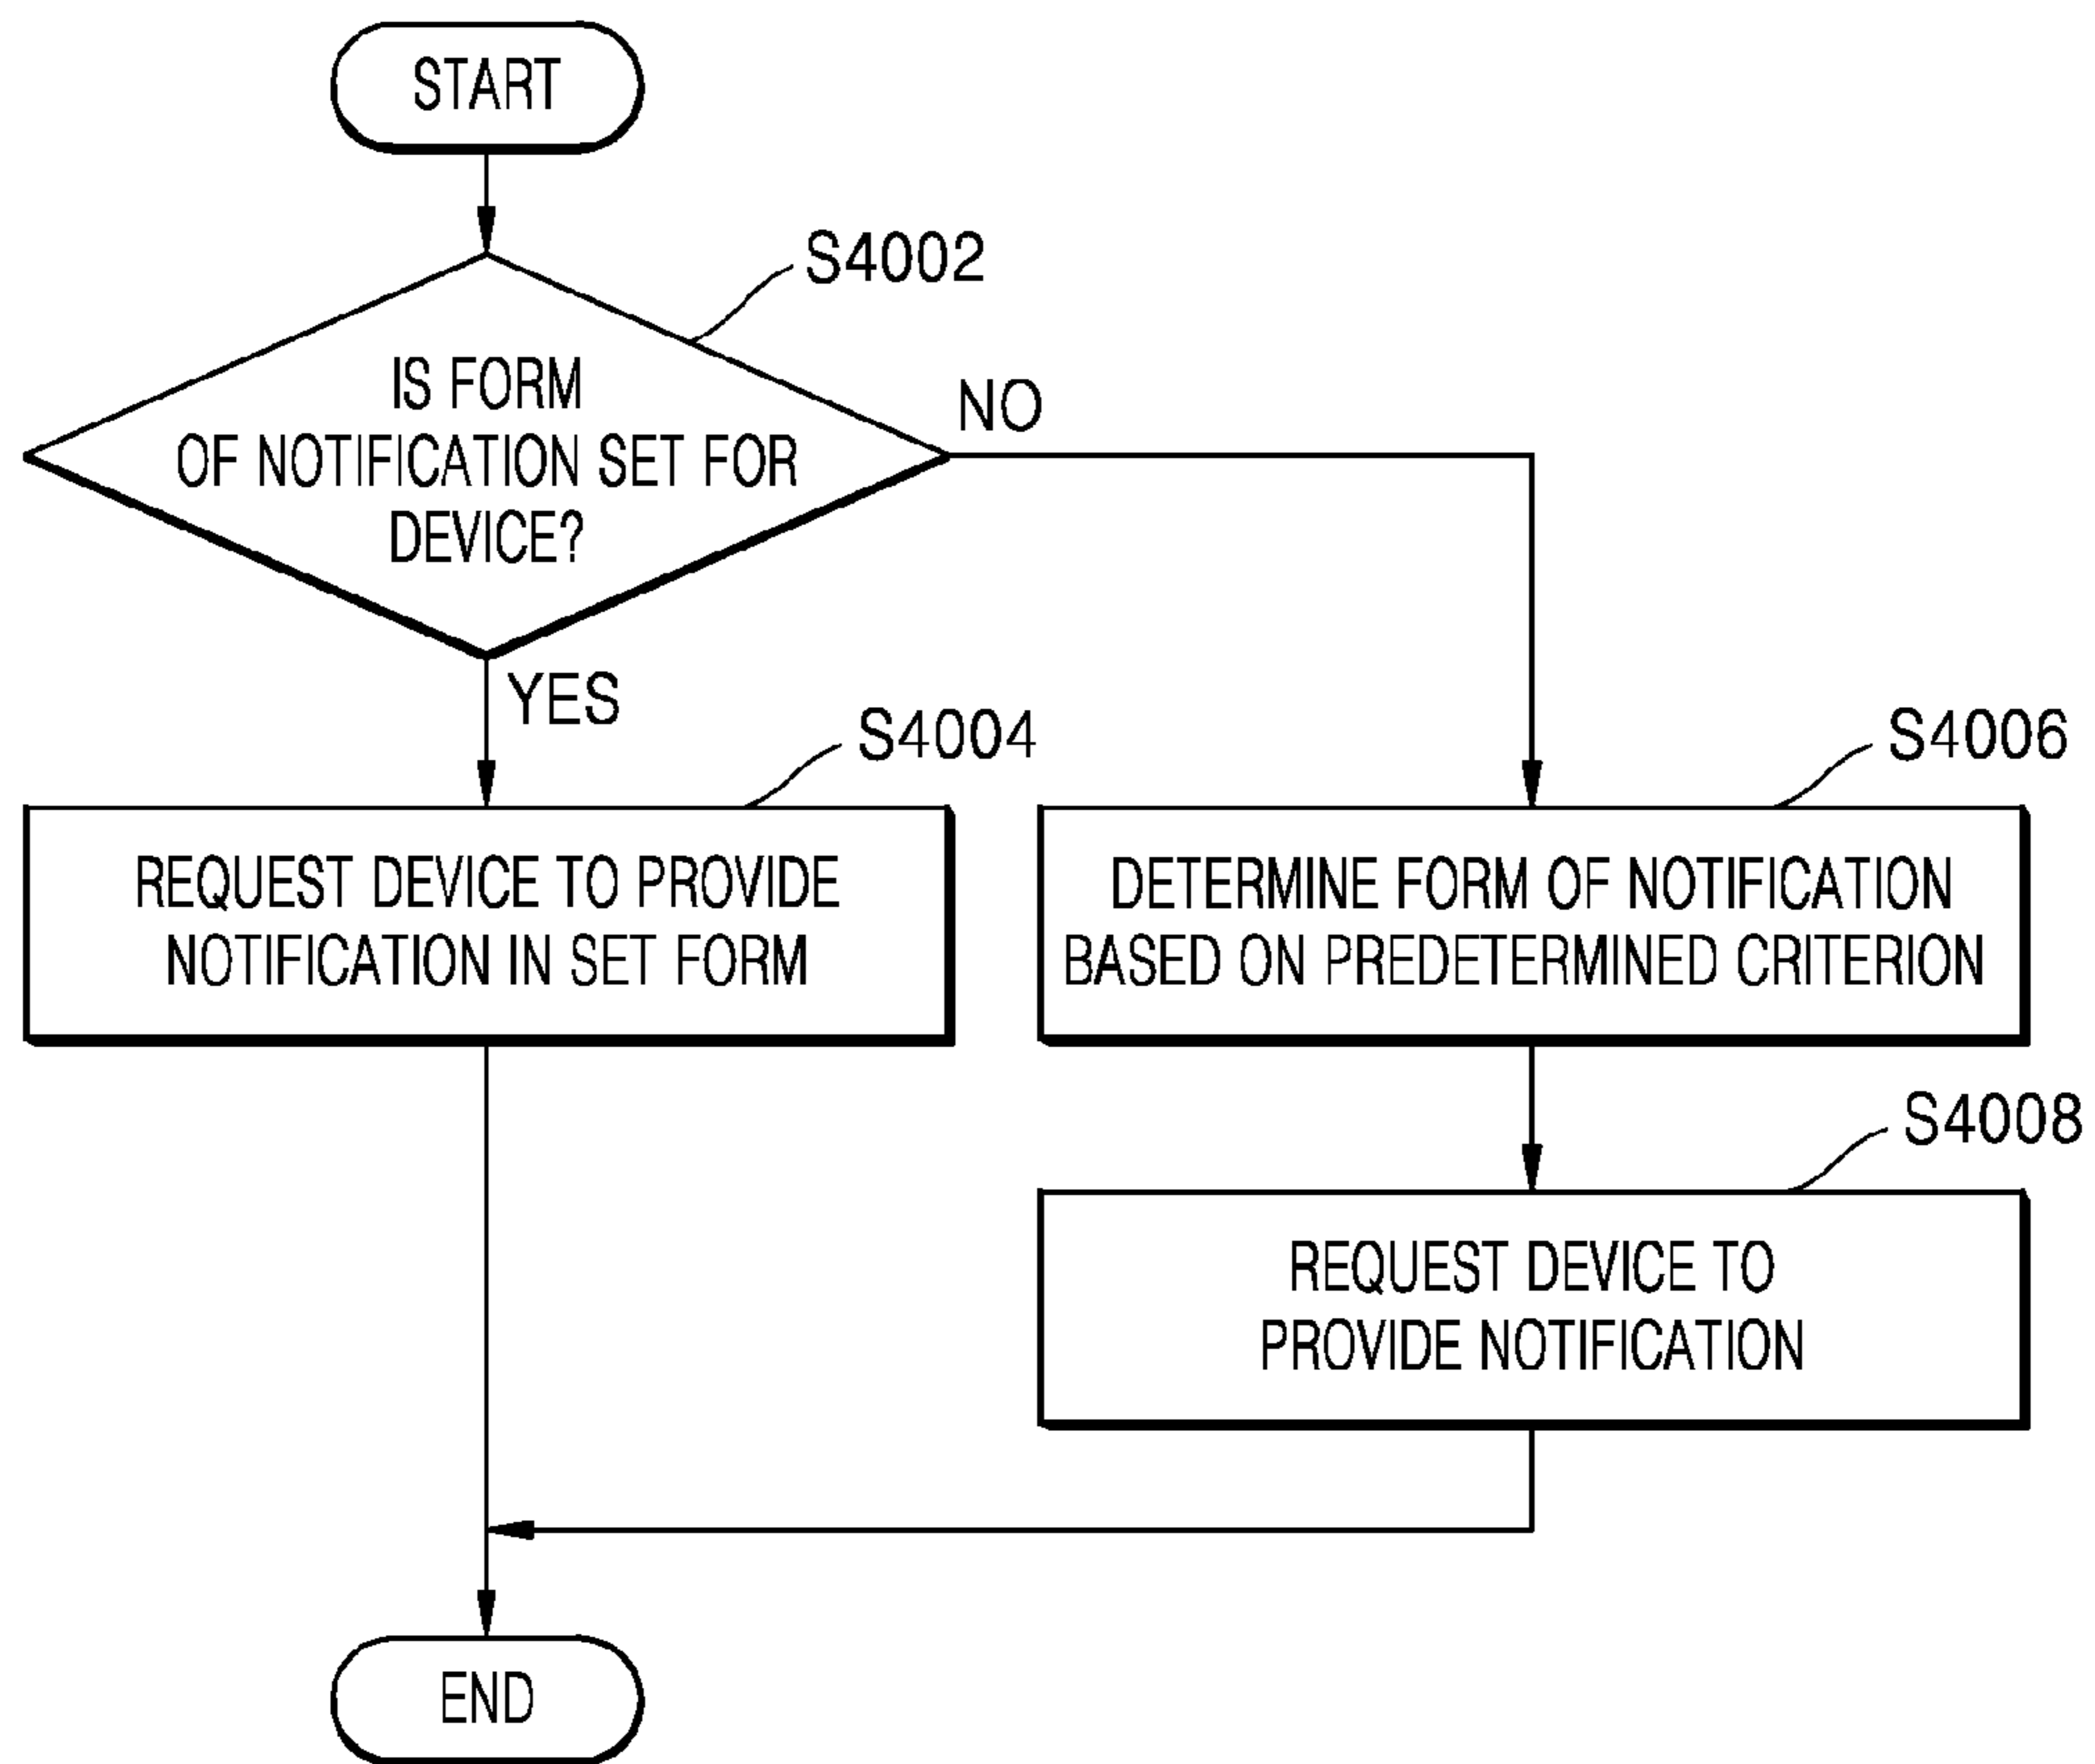 START
S4002
IS FORM
OF NOTIFICATION SET FOR
DEVICE?
NO
YES
S4004
REQUEST DEVICE TO PROVIDE
NOTIFICATION IN SET FORM
S4006
DETERMINE FORM OF NOTIFICATION
BASED ON PREDETERMINED CRITERION
S4008
REQUEST DEVICE TO
PROVIDE NOTIFICATION
END